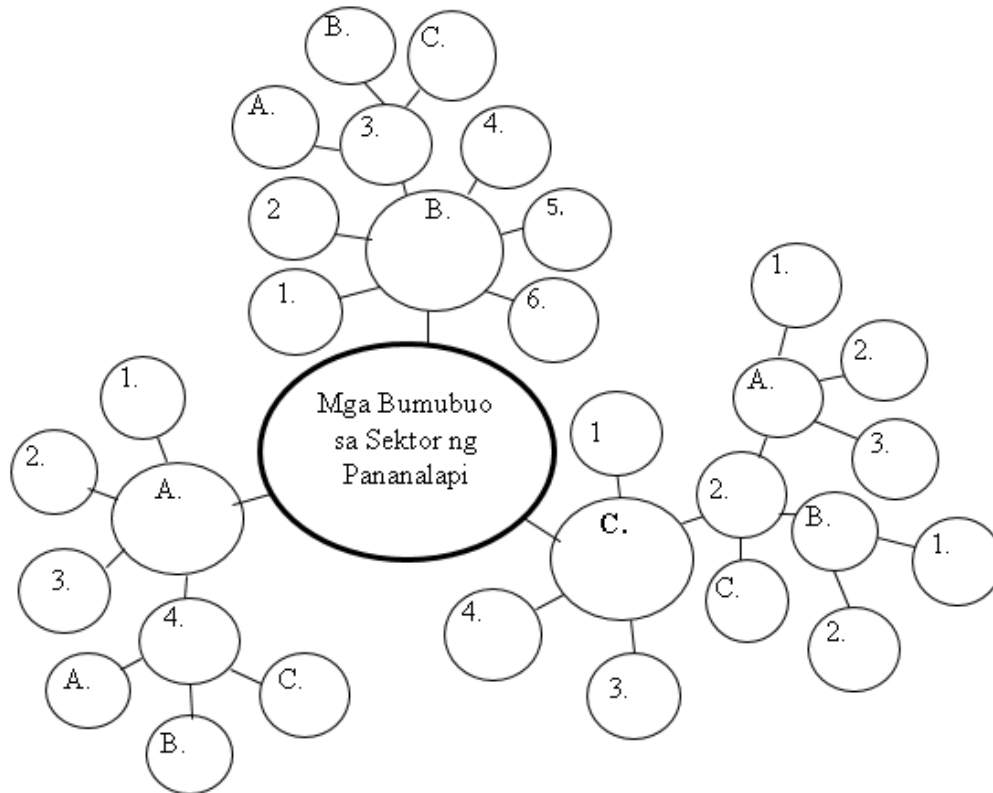 B.
C.
A.
3.
4.
2
B.
5.
1.
6.
Mga Bumubuo
sa Sektor ng
Pananalapi
1.
2.
A.
3.
4.
A.
C.
B.
1
C.
2.
4.
3.
C.
A.
1.
2.
3.
B.
1.
2.